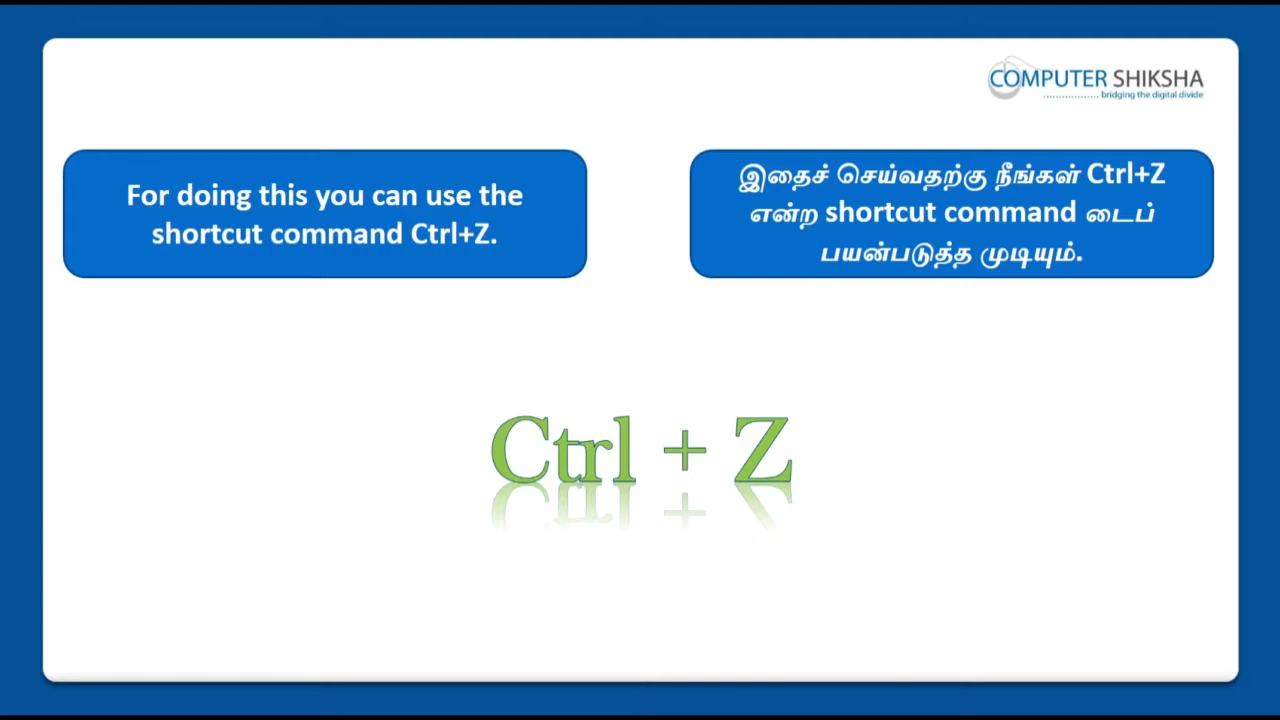 COMPUTER SHIKSHA
bridging the digital divide
For doing this you can use the
shortcut command Ctrl+Z.
இதைச் செய்வதற்கு நீங்கள் Ctrl+Z
என்ற shortcut command டைப்
பயன்படுத்த முடியும்.
Ctrl + Z